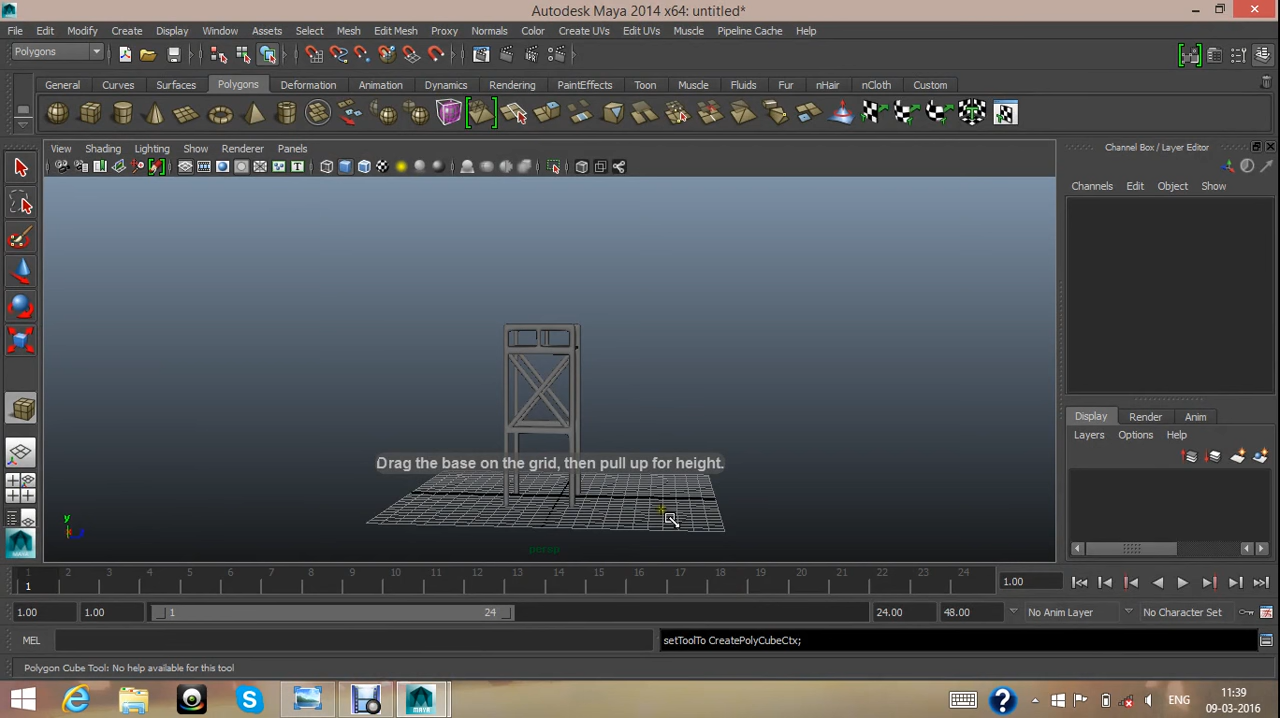 Autodesk Maya 2014 x64: untitled*
File Edit Modify Create Display Window Assets Select Mesh Edit Mesh Proxy Normals Color Create UVs Edit UVs Muscle Pipeline Cache Help
Polygons
General Curves Surfaces Polygons Deformation Animation Dynamics Rendering PaintEffects Toon Muscle Fluids Fur nHair nCloth Custom
View Shading Lighting Show Renderer Panels
Channel Box / Layer Editor
Channels Edit Object Show
Drag the base on the grid, then pull up for height.
y
persp
Display Render Anim
Layers Options Help
1 2 3 4 5 6 7 8 9 10 11 12 13 14 15 16 17 18 19 20 21 22 23 24
1
1.00
1.00 1.00 1 24 24.00 48.00 No Anim Layer No Character Set
MEL setToolTo CreatePolyCubeCtx;
Polygon Cube Tool: No help available for this tool
ENG
11:39
09-03-2016